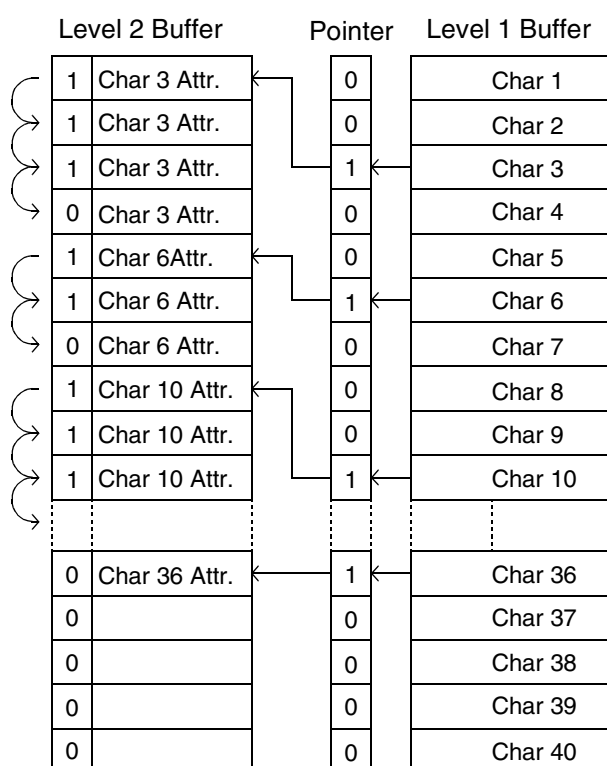 Level 2 Buffer Pointer Level 1 Buffer
1 Char 3 Attr. 0 Char 1
1 Char 3 Attr. 0 Char 2
1 Char 3 Attr. 1 Char 3
0 Char 3 Attr. 0 Char 4
1 Char 6Attr. 0 Char 5
1 Char 6 Attr. 1 Char 6
0 Char 6 Attr. 0 Char 7
1 Char 10 Attr. 0 Char 8
1 Char 10 Attr. 0 Char 9
1 Char 10 Attr. 1 Char 10
0 Char 36 Attr. 1 Char 36
0 0 Char 37
0 0 Char 38
0 0 Char 39
0 0 Char 40